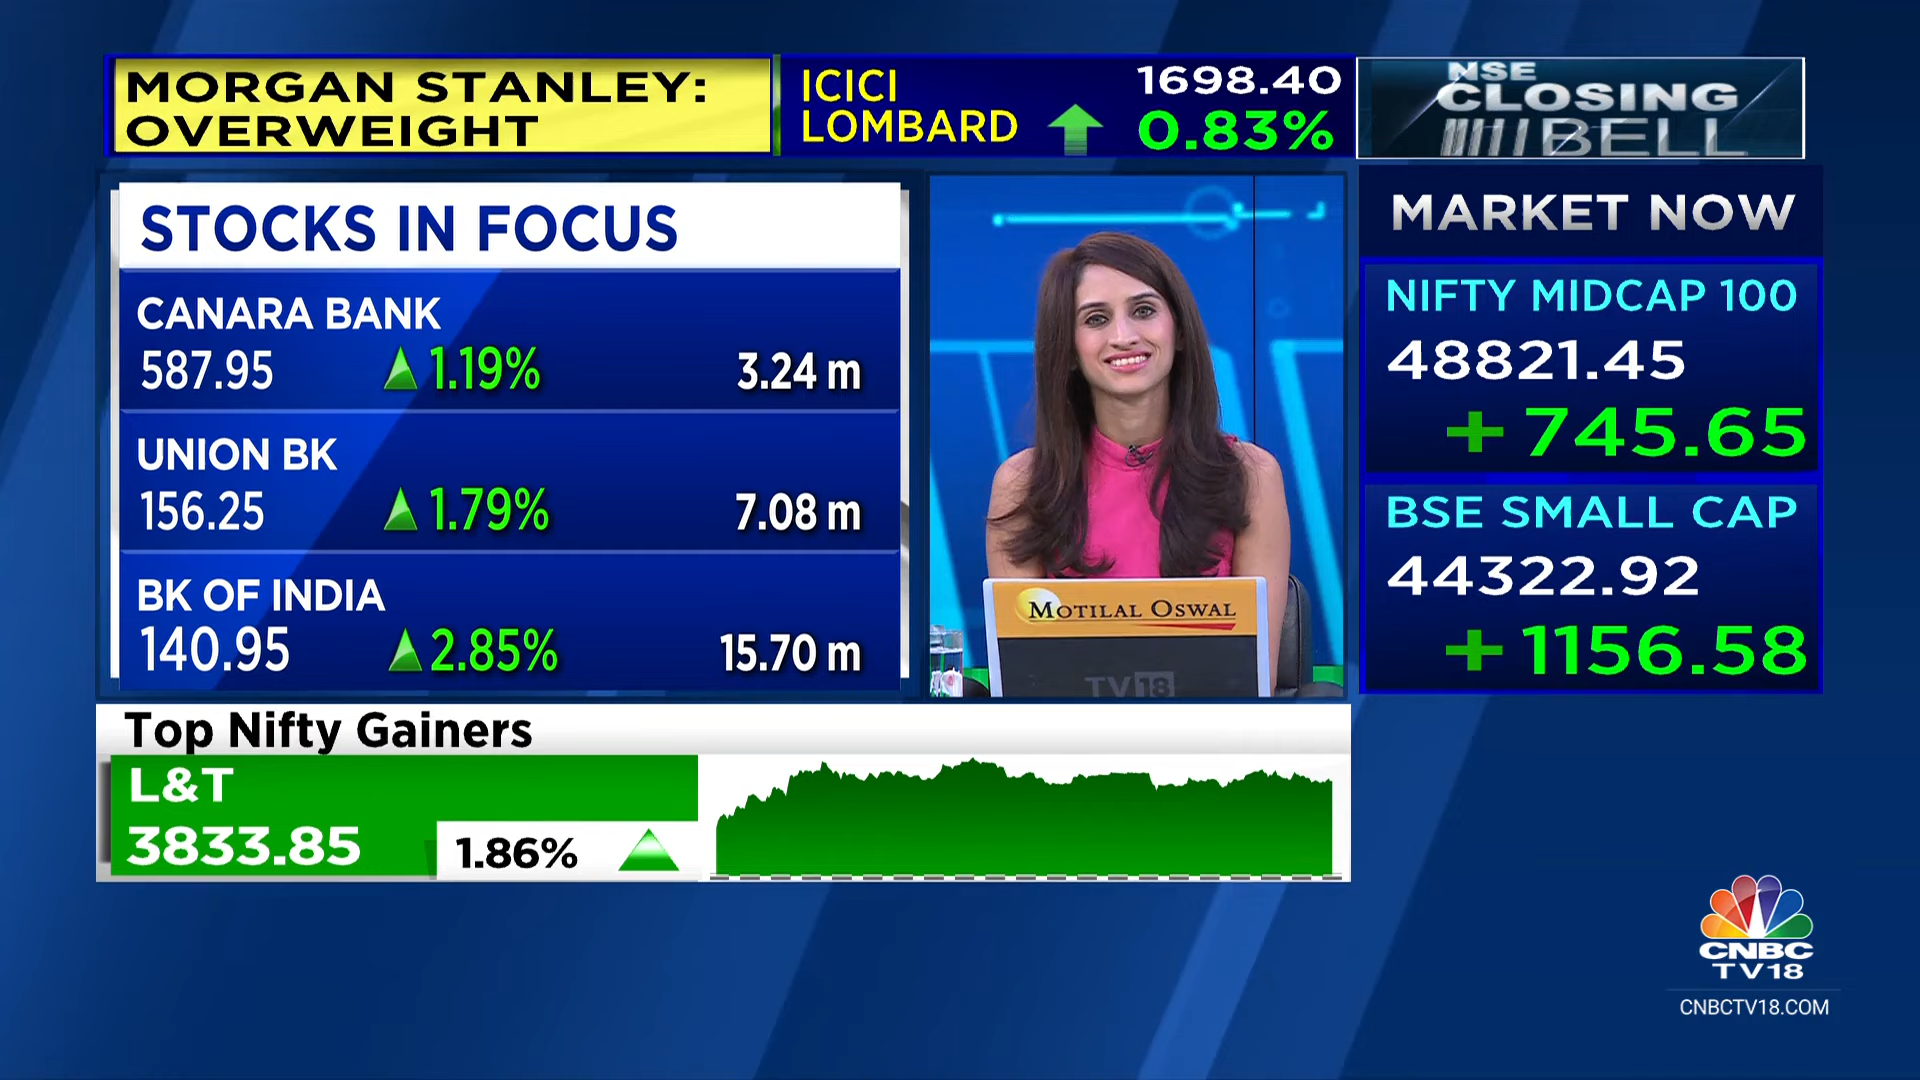 MORGAN STANLEY:
OVERWEIGHT
ICICI
LOMBARD
1698.40
0.83%
NSE
CLOSING
BELL
STOCKS IN FOCUS
CANARA BANK
587.95 1.19% 3.24 m
UNION BK
156.25 1.79% 7.08 m
BK OF INDIA
140.95 2.85% 15.70 m
MOTILAL OSWAL
TV18
MARKET NOW
NIFTY MIDCAP 100
48821.45
+ 745.65
BSE SMALL CAP
44322.92
+ 1156.58
Top Nifty Gainers
L&T
3833.85
1.86%
CNBC
TV18
CNBCTV18.COM